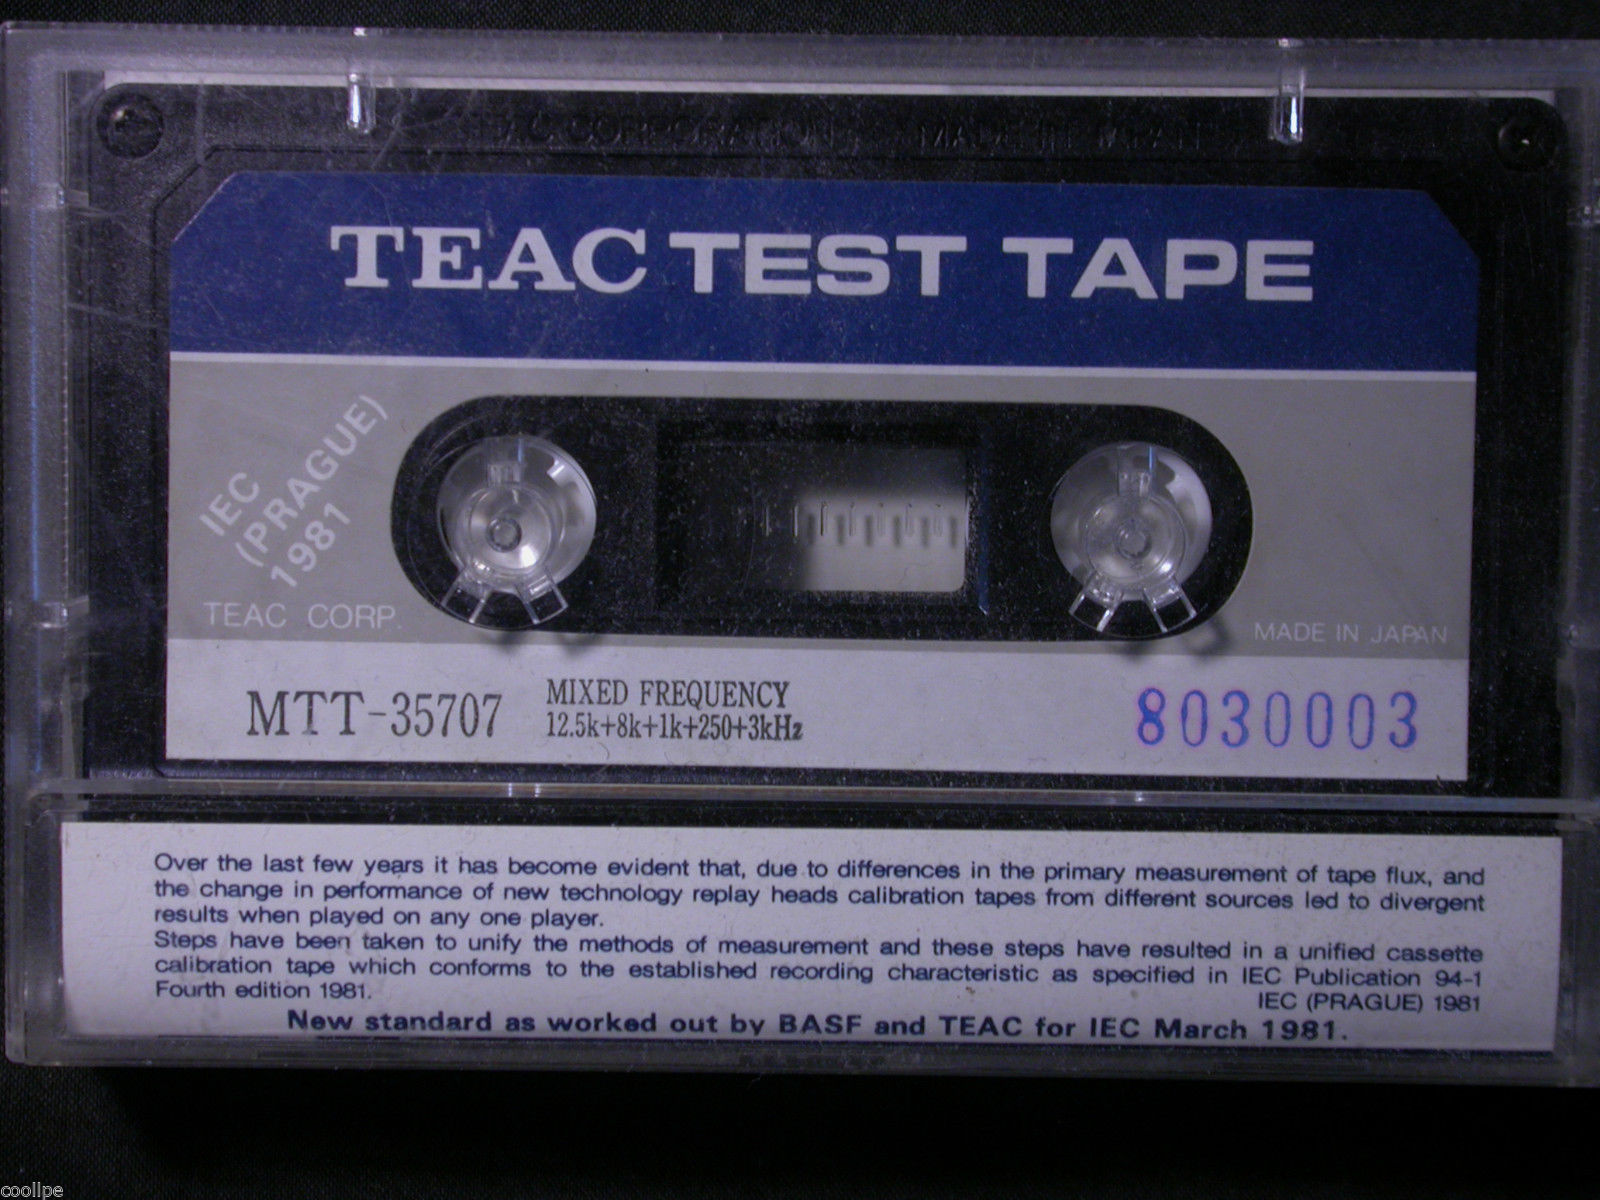 TEAC CORPORATION MADE IN JAPAN
TEAC TEST TAPE
IEC
(PRAGUE)
1981
TEAC CORP.
MADE IN JAPAN
MTT-35707
MIXED FREQUENCY
12.5k+8k+1k+250+3kHz
8030003
Over the last few years it has become evident that, due to differences in the primary measurement of tape flux, and
the change in performance of new technology replay heads calibration tapes from different sources led to divergent
results when played on any one player.
Steps have been taken to unify the methods of measurement and these steps have resulted in a unified cassette
calibration tape which conforms to the established recording characteristic as specified in IEC Publication 94-1
Fourth edition 1981.
IEC (PRAGUE) 1981
New standard as worked out by BASF and TEAC for IEC March 1981.
coollpe